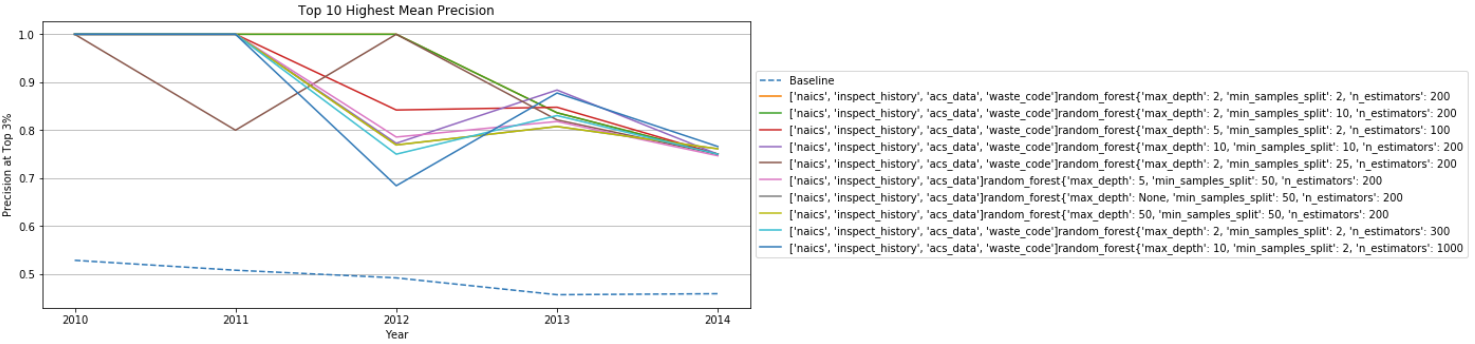 Top 10 Highest Mean Precision
1.0
0.9
0.8
0.7
0.6
0.5
Precision at Top 3%
2010 2011 2012 2013 2014
Year
Baseline
['naics', 'inspect_history', 'acs_data', 'waste_code']random_forest{'max_depth': 2, 'min_samples_split': 2, 'n_estimators': 200
['naics', 'inspect_history', 'acs_data', 'waste_code']random_forest{'max_depth': 2, 'min_samples_split': 10, 'n_estimators': 200
['naics', 'inspect_history', 'acs_data', 'waste_code']random_forest{'max_depth': 5, 'min_samples_split': 2, 'n_estimators': 100
['naics', 'inspect_history', 'acs_data', 'waste_code']random_forest{'max_depth': 10, 'min_samples_split': 10, 'n_estimators': 200
['naics', 'inspect_history', 'acs_data', 'waste_code']random_forest{'max_depth': 2, 'min_samples_split': 25, 'n_estimators': 200
['naics', 'inspect_history', 'acs_data']random_forest{'max_depth': 5, 'min_samples_split': 50, 'n_estimators': 200
['naics', 'inspect_history', 'acs_data']random_forest{'max_depth': None, 'min_samples_split': 50, 'n_estimators': 200
['naics', 'inspect_history', 'acs_data']random_forest{'max_depth': 50, 'min_samples_split': 50, 'n_estimators': 200
['naics', 'inspect_history', 'acs_data', 'waste_code']random_forest{'max_depth': 2, 'min_samples_split': 2, 'n_estimators': 300
['naics', 'inspect_history', 'acs_data', 'waste_code']random_forest{'max_depth': 10, 'min_samples_split': 2, 'n_estimators': 1000